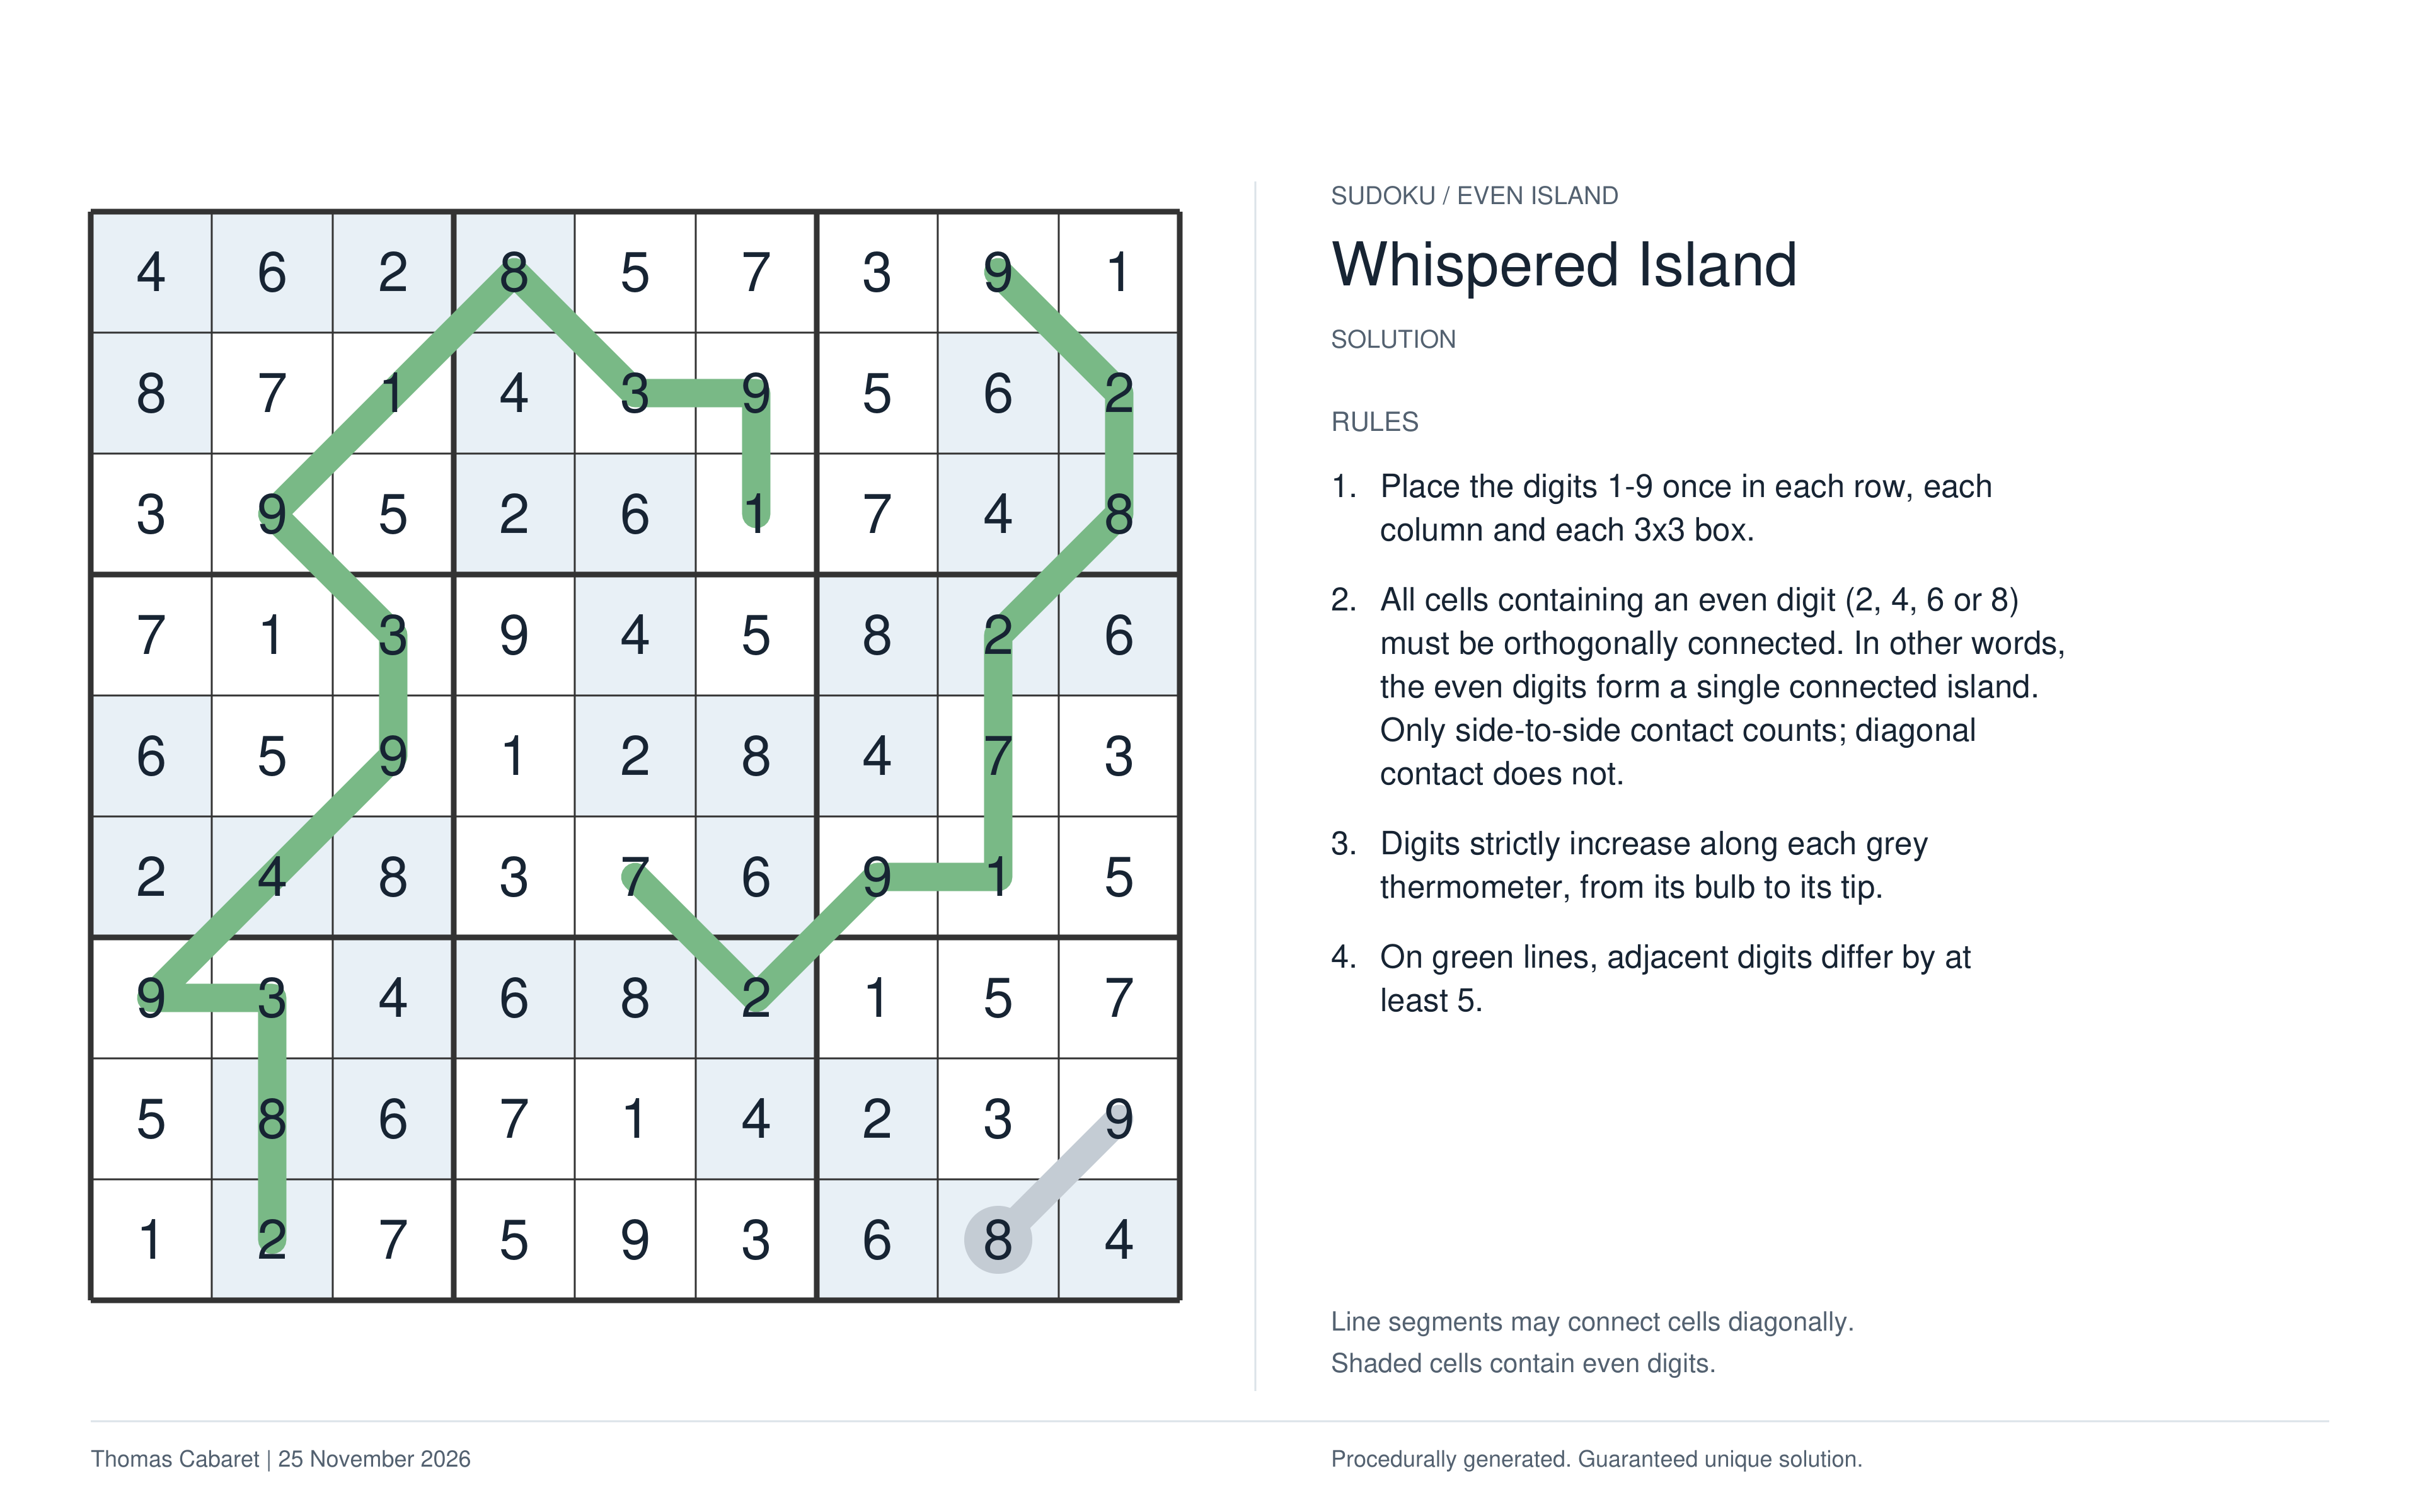 4 6 2 8 5 7 3 9 1
8 7 1 4 3 9 5 6 2
3 9 5 2 6 1 7 4 8
7 1 3 9 4 5 8 2 6
6 5 9 1 2 8 4 7 3
2 4 8 3 7 6 9 1 5
9 3 4 6 8 2 1 5 7
5 8 6 7 1 4 2 3 9
1 2 7 5 9 3 6 8 4
SUDOKU / EVEN ISLAND
Whispered Island
SOLUTION
RULES
1. Place the digits 1-9 once in each row, each
column and each 3x3 box.
2. All cells containing an even digit (2, 4, 6 or 8)
must be orthogonally connected. In other words,
the even digits form a single connected island.
Only side-to-side contact counts; diagonal
contact does not.
3. Digits strictly increase along each grey
thermometer, from its bulb to its tip.
4. On green lines, adjacent digits differ by at
least 5.
Line segments may connect cells diagonally.
Shaded cells contain even digits.
Thomas Cabaret | 25 November 2026
Procedurally generated. Guaranteed unique solution.